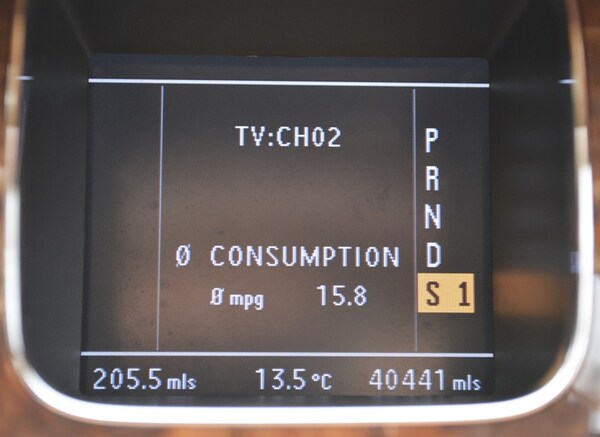 TV:CH02
P
R
N
D
S 1
Ø CONSUMPTION
Ø mpg 15.8
205.5 mls 13.5 °C 40441 mls